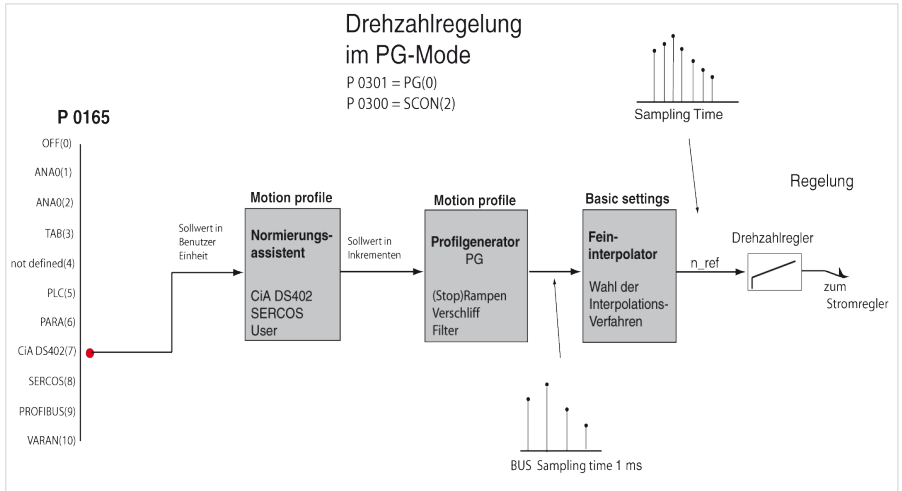 Drehzahlregelung
im PG-Mode
P 0301 = PG(0)
P 0300 = SCON(2)
P 0165
OFF(0)
ANA0(1)
ANA0(2)
TAB(3)
not defined(4)
PLC(5)
PARA(6)
CiA DS402(7)
SERCOS(8)
PROFIBUS(9)
VARAN(10)
Sollwert in
Benutzer
Einheit
Motion profile
Normierungs-
assistent
CiA DS402
SERCOS
User
Sollwert in
Inkrementen
Motion profile
Profilgenerator
PG
(Stop)Rampen
Verschliff
Filter
BUS Sampling time 1 ms
Basic settings
Fein-
interpolator
Wahl der
Interpolations-
Verfahren
Sampling Time
n_ref
Regelung
Drehzahlregler
zum
Stromregler